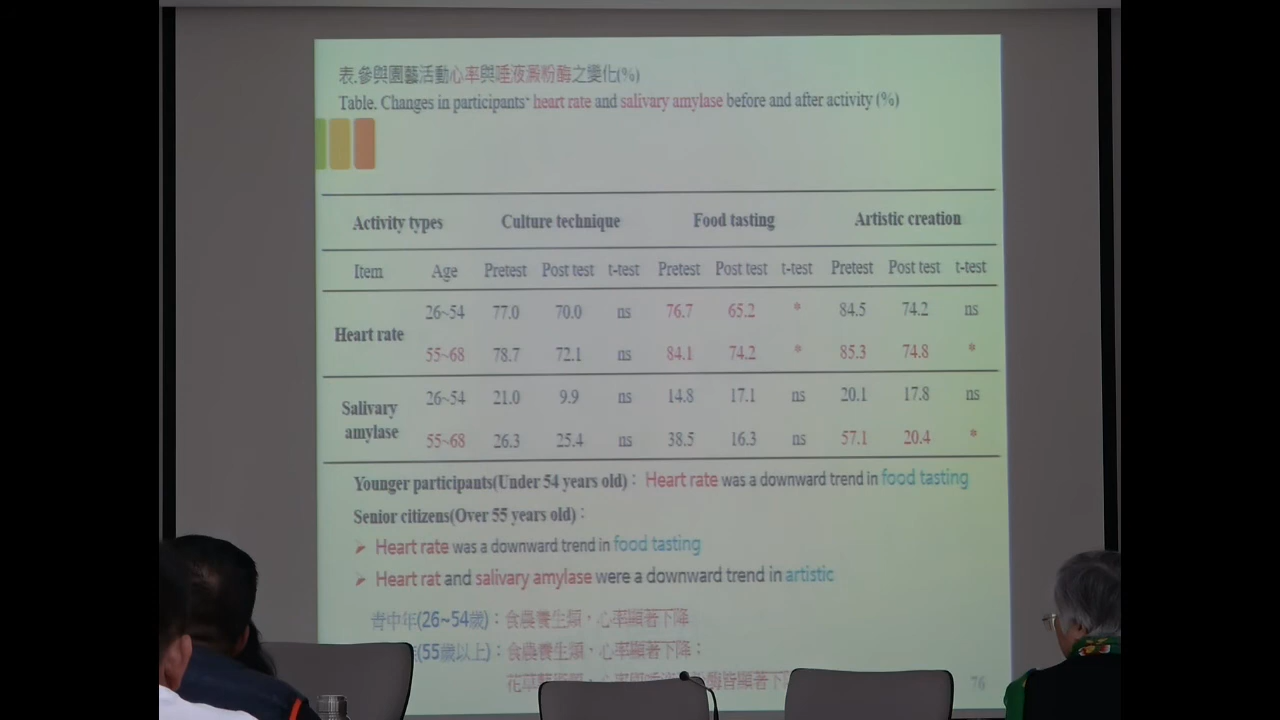 表.參與園藝活動心率與唾液澱粉酶之變化(%)
Table. Changes in participants' heart rate and salivary amylase before and after activity (%)
Activity types Culture technique Food tasting Artistic creation
Item Age Pretest Post test t-test Pretest Post test t-test Pretest Post test t-test
Heart rate
26~54 77.0 70.0 ns 76.7 65.2 * 84.5 74.2 ns
55~68 78.7 72.1 ns 84.1 74.2 * 85.3 74.8 *
Salivary amylase
26~54 21.0 9.9 ns 14.8 17.1 ns 20.1 17.8 ns
55~68 26.3 25.4 ns 38.5 16.3 ns 57.1 20.4 *
Younger participants(Under 54 years old)： Heart rate was a downward trend in food tasting
Senior citizens(Over 55 years old)：
➢ Heart rate was a downward trend in food tasting
➢ Heart rat and salivary amylase were a downward trend in artistic
青中年(26~54歲)：食農養生類，心率顯著下降
(55歲以上)：食農養生類，心率顯著下降；
76